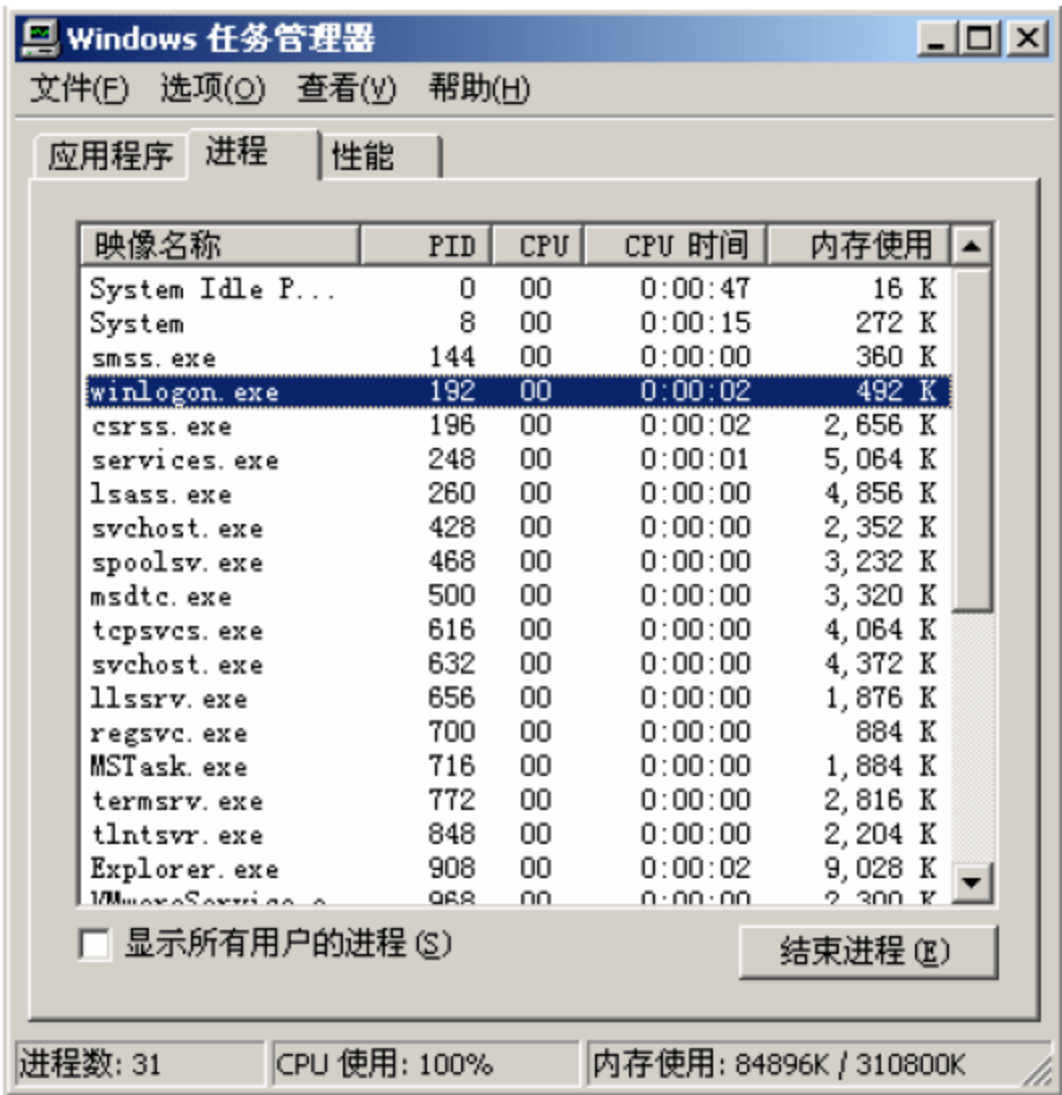 Windows 任务管理器
文件(F) 选项(O) 查看(V) 帮助(H)
应用程序 进程 性能
映像名称 PID CPU CPU 时间 内存使用
System Idle P... 0 00 0:00:47 16 K
System 8 00 0:00:15 272 K
smss.exe 144 00 0:00:00 360 K
winlogon.exe 192 00 0:00:02 492 K
csrss.exe 196 00 0:00:02 2,656 K
services.exe 248 00 0:00:01 5,064 K
lsass.exe 260 00 0:00:00 4,856 K
svchost.exe 428 00 0:00:00 2,352 K
spoolsv.exe 468 00 0:00:00 3,232 K
msdtc.exe 500 00 0:00:00 3,320 K
tcpsvcs.exe 616 00 0:00:00 4,064 K
svchost.exe 632 00 0:00:00 4,372 K
llssrv.exe 656 00 0:00:00 1,876 K
regsvc.exe 700 00 0:00:00 884 K
MSTask.exe 716 00 0:00:00 1,884 K
termsrv.exe 772 00 0:00:00 2,816 K
tlntsvr.exe 848 00 0:00:00 2,204 K
Explorer.exe 908 00 0:00:02 9,028 K
VMwareService.e 968 00 0:00:00 2,300 K
显示所有用户的进程(S) 结束进程(E)
进程数: 31 CPU 使用: 100% 内存使用: 84896K / 310800K